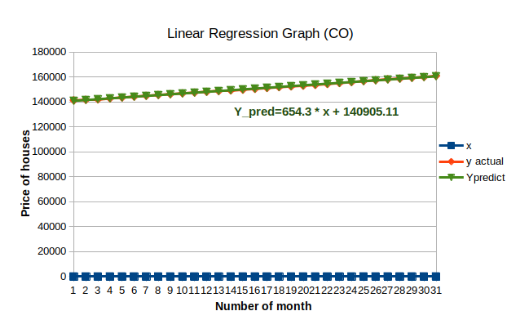 Linear Regression Graph (CO)
180000
160000
140000
120000
100000
80000
60000
40000
20000
0
Price of houses
Y_pred=654.3 * x + 140905.11
x
y actual
Ypredict
1 2 3 4 5 6 7 8 9 10 11 12 13 14 15 16 17 18 19 20 21 22 23 24 25 26 27 28 29 30 31
Number of month